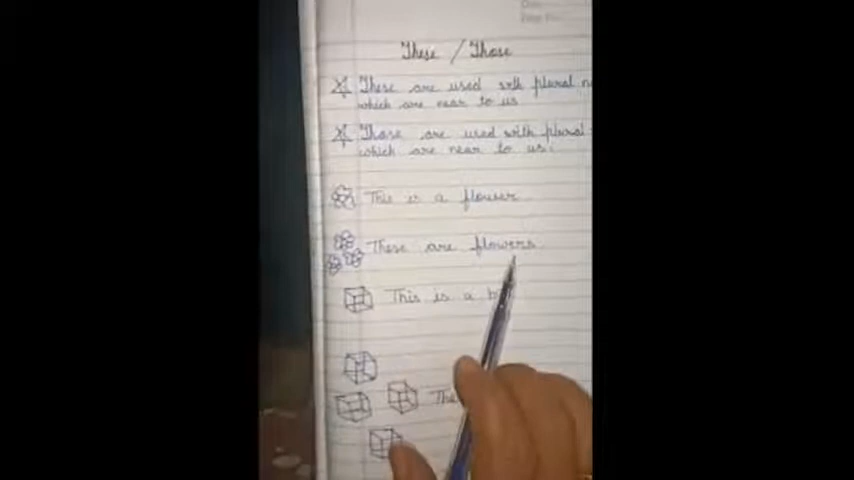 These / Those
These are used with plural
which are near to us
Those are used with plural
which are near to us.
This is a flower
These are flowers
This is a